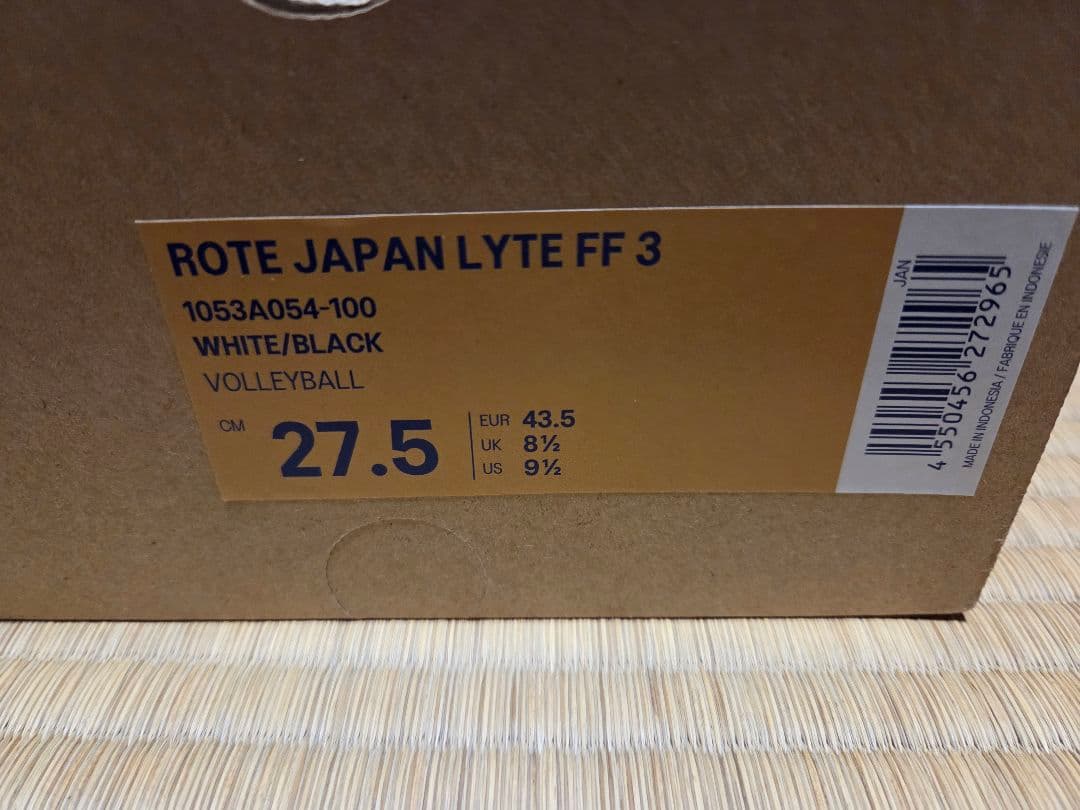 ROTE JAPAN LYTE FF 3
1053A054-100
WHITE/BLACK
VOLLEYBALL
CM 27.5
EUR 43.5
UK 8½
US 9½
JAN
4 550456 272965
MADE IN INDONESIA / FABRIQUE EN INDONESIE